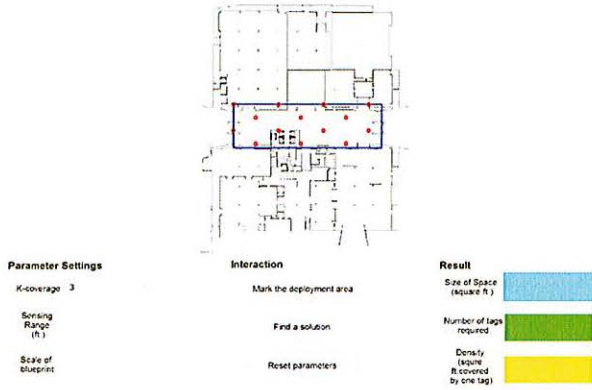 Parameter Settings
Interaction
Result
K-coverage 3
Mark the deployment area
Size of Space
(square ft.)
Sensing
Range
(ft.)
Find a solution
Number of tags
required
Scale of
blueprint
Reset parameters
Density
(squre
ft.covered
by one tag)